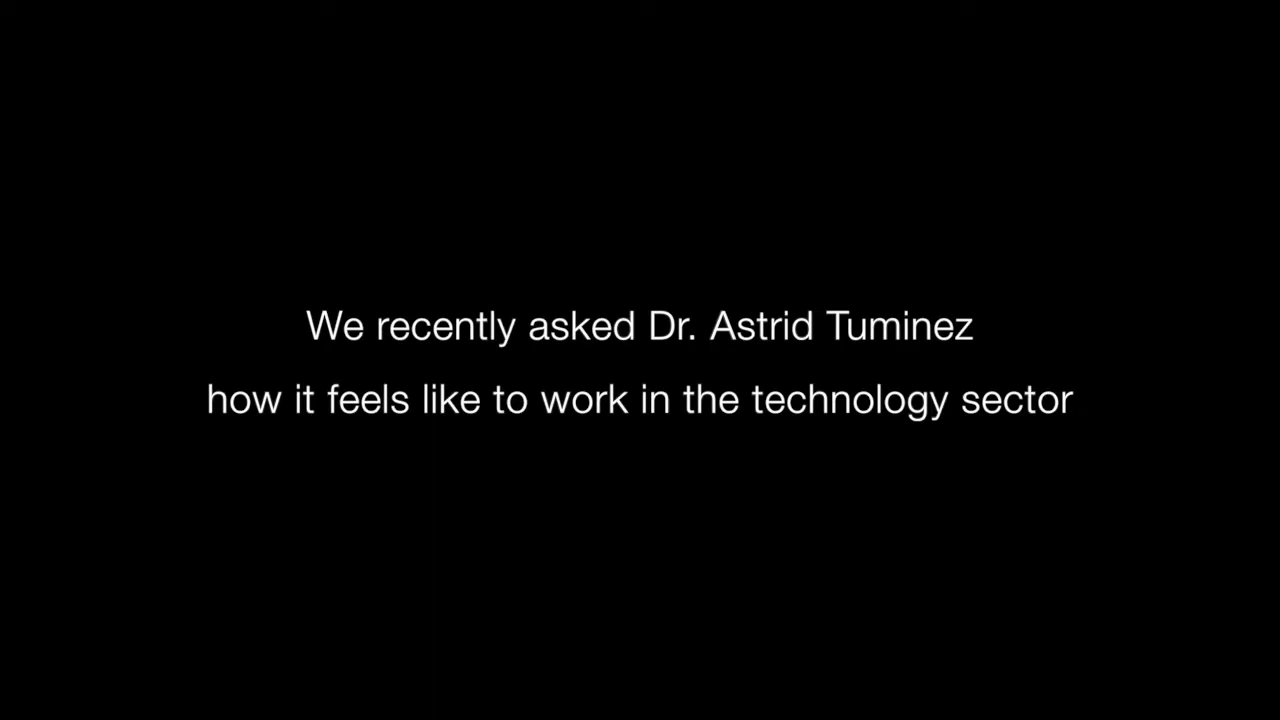 We recently asked Dr. Astrid Tuminez
how it feels like to work in the technology sector